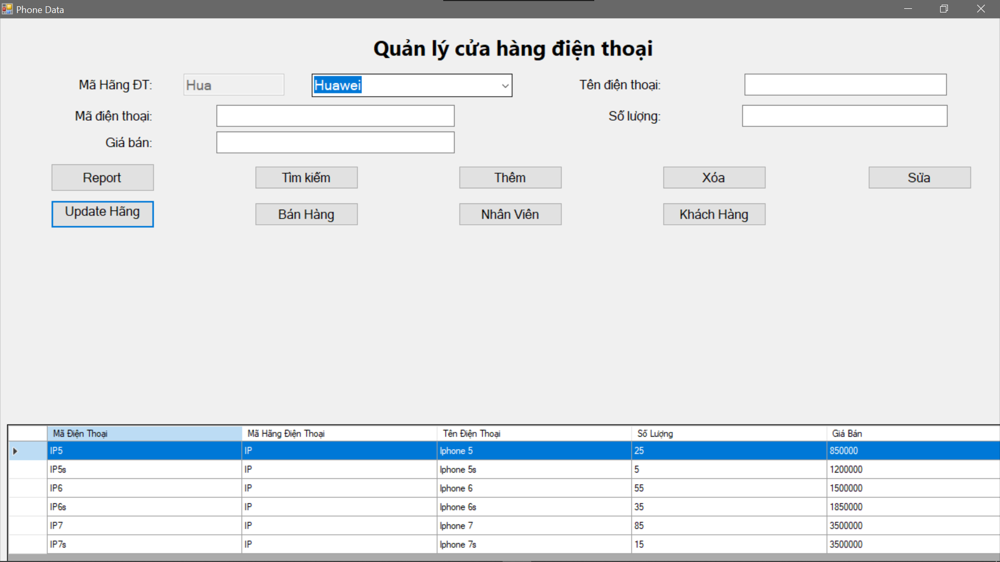 Phone Data
Quản lý cửa hàng điện thoại
Mã Hãng ĐT: Hua Huawei Tên điện thoại:
Mã điện thoại: Số lượng:
Giá bán:
Report Tìm kiếm Thêm Xóa Sửa
Update Hãng Bán Hàng Nhân Viên Khách Hàng
Mã Điện Thoại Mã Hãng Điện Thoại Tên Điện Thoại Số Lượng Giá Bán
IP5 IP Iphone 5 25 850000
IP5s IP Iphone 5s 5 1200000
IP6 IP Iphone 6 55 1500000
IP6s IP Iphone 6s 35 1850000
IP7 IP Iphone 7 85 3500000
IP7s IP Iphone 7s 15 3500000